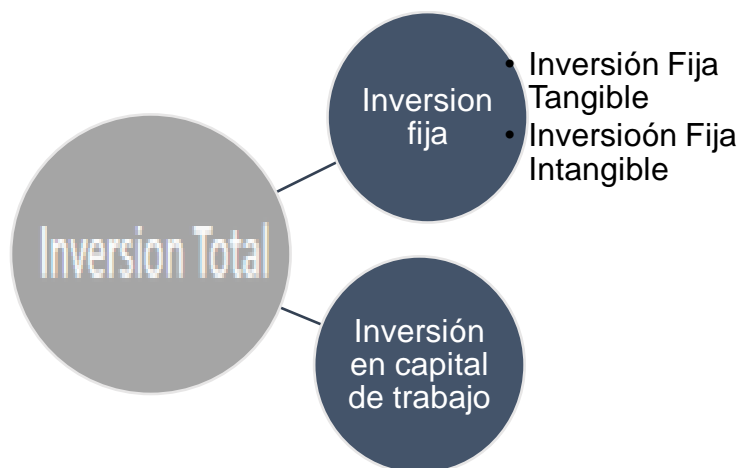 Inversion Total
Inversion
fija
• Inversión Fija
Tangible
• Inversioón Fija
Intangible
Inversión
en capital
de trabajo